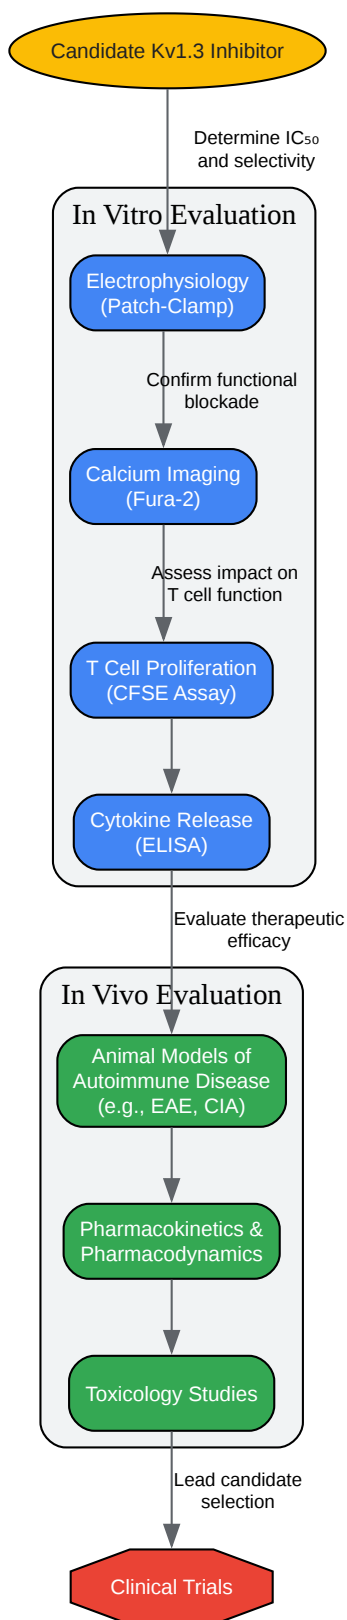 Candidate Kv1.3 Inhibitor
Determine IC₅₀
and selectivity
In Vitro Evaluation
Electrophysiology
(Patch-Clamp)
Confirm functional
blockade
Calcium Imaging
(Fura-2)
Assess impact on
T cell function
T Cell Proliferation
(CFSE Assay)
Cytokine Release
(ELISA)
Evaluate therapeutic
efficacy
In Vivo Evaluation
Animal Models of
Autoimmune Disease
(e.g., EAE, CIA)
Pharmacokinetics &
Pharmacodynamics
Toxicology Studies
Lead candidate
selection
Clinical Trials